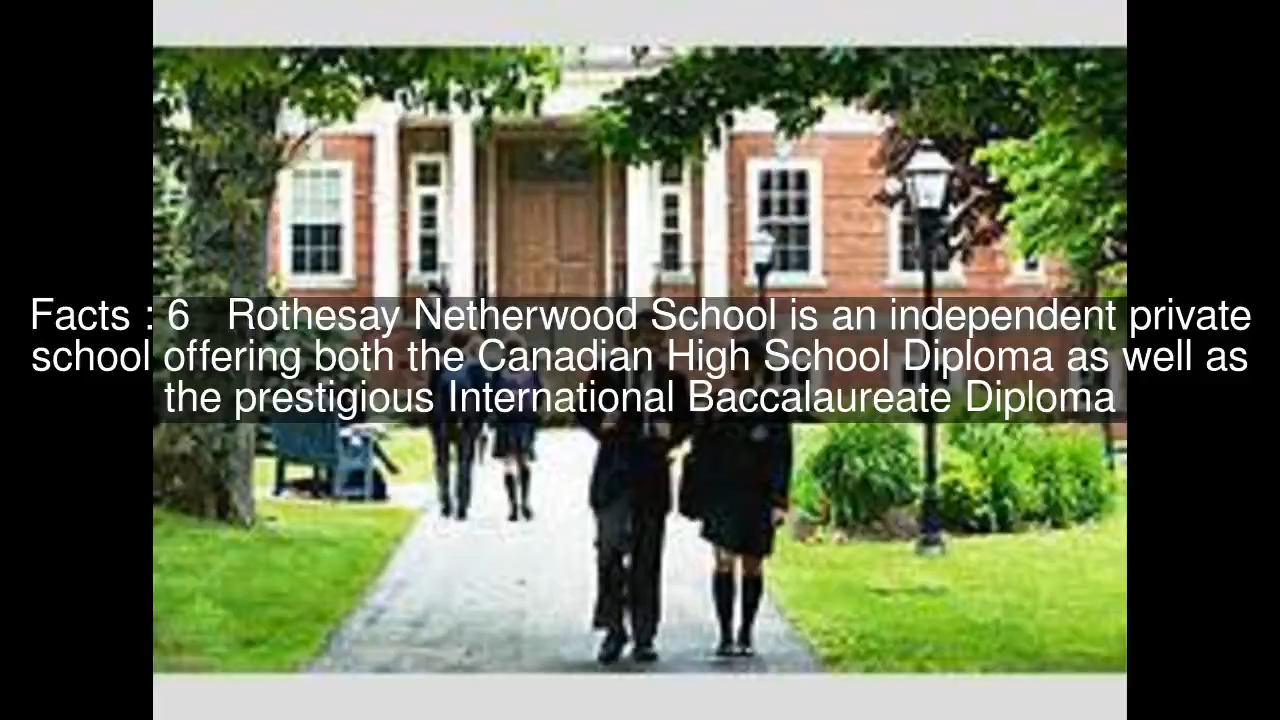 Facts : 6 Rothesay Netherwood School is an independent private
school offering both the Canadian High School Diploma as well as
the prestigious International Baccalaureate Diploma